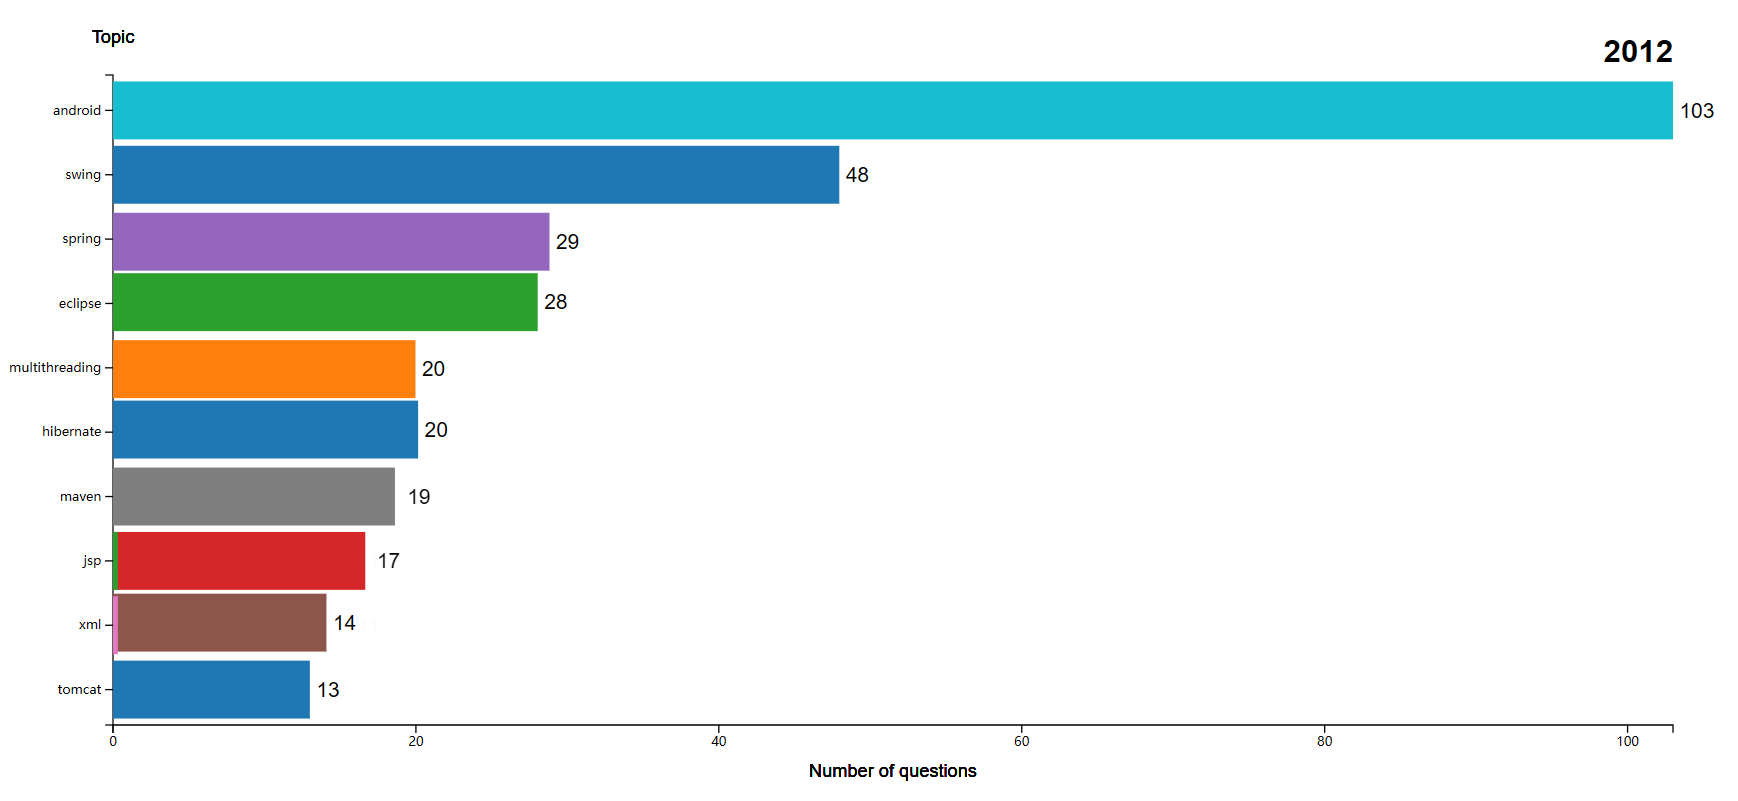 Topic
2012
android 103
swing 48
spring 29
eclipse 28
multithreading 20
hibernate 20
maven 19
jsp 17
xml 14
tomcat 13
0 20 40 60 80 100
Number of questions